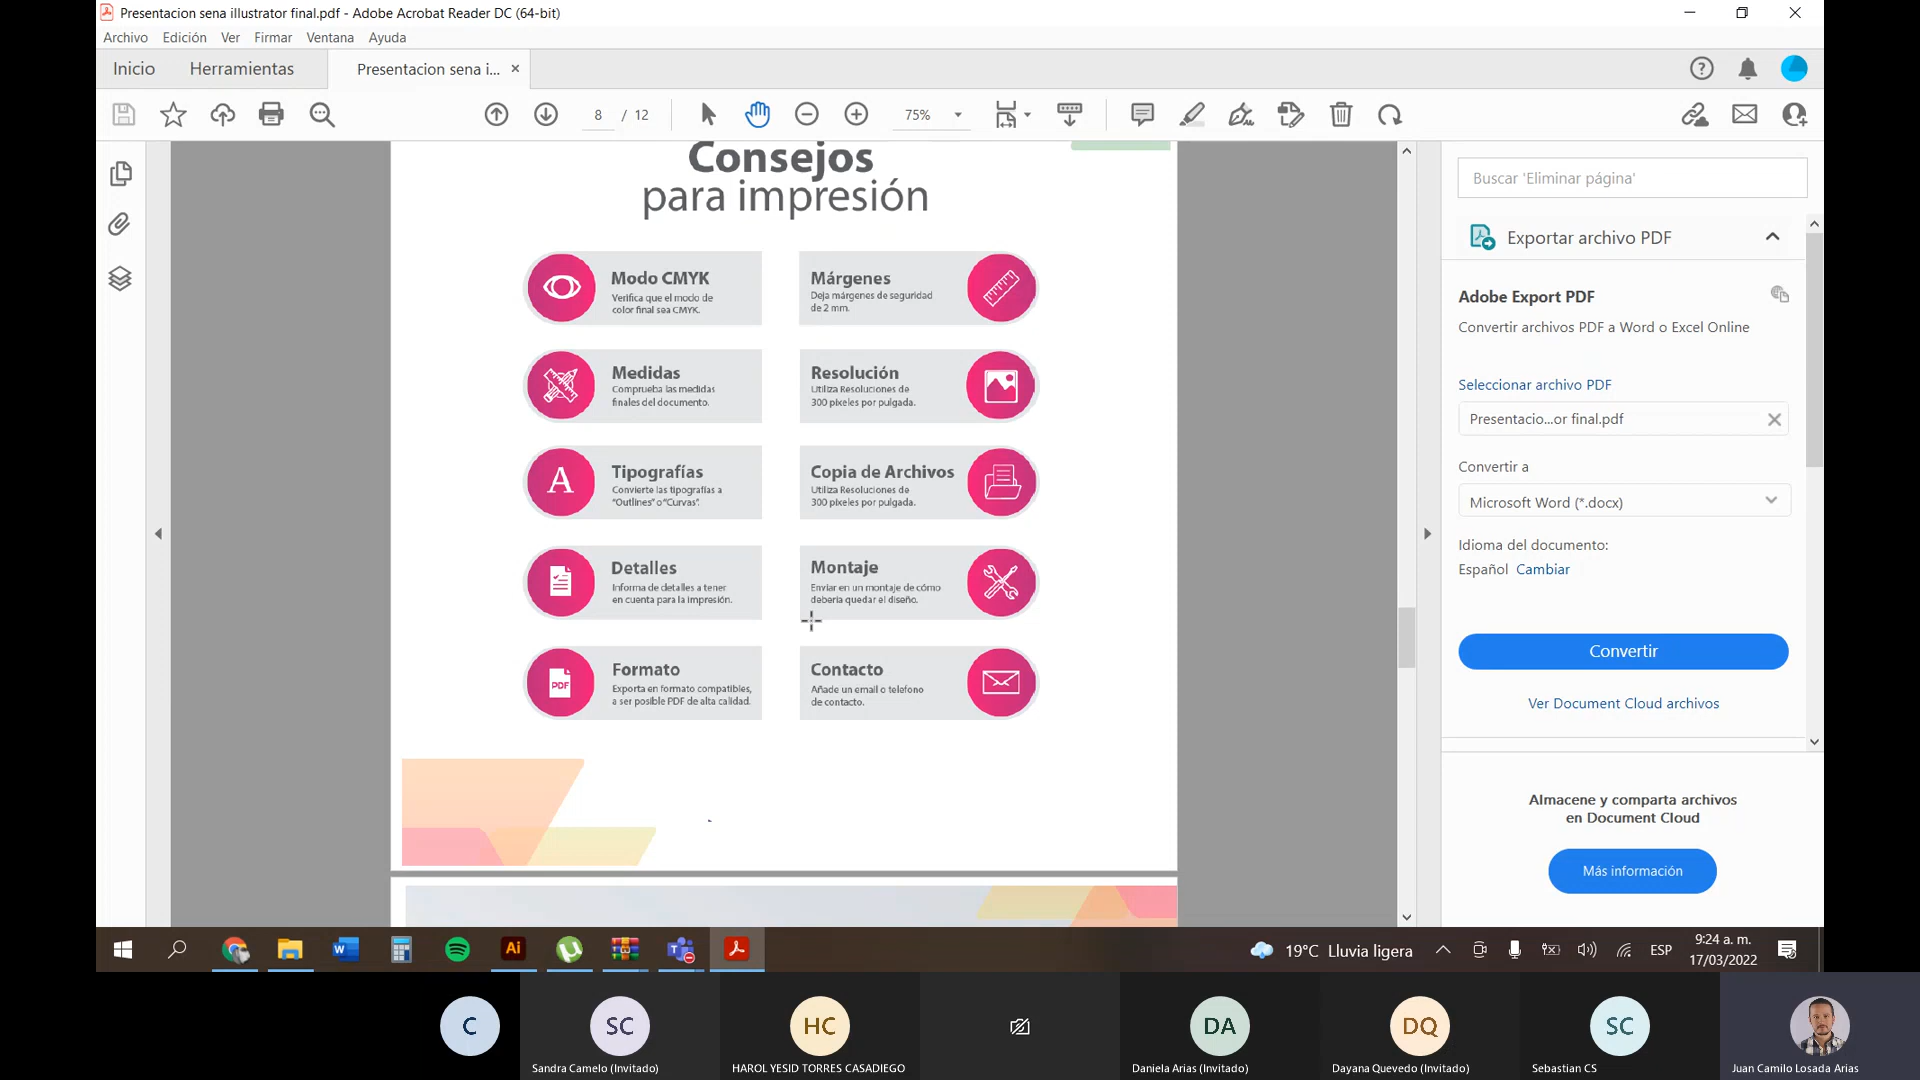 Presentacion sena illustrator final.pdf - Adobe Acrobat Reader DC (64-bit)
Archivo Edición Ver Firmar Ventana Ayuda
Inicio Herramientas Presentacion sena i...
8 / 12 75%
Consejos
para impresión
Modo CMYK
Verifica que el modo de
color final sea CMYK.
Márgenes
Deja márgenes de seguridad
de 2 mm.
Medidas
Comprueba las medidas
finales del documento.
Resolución
Utiliza Resoluciones de
300 pixeles por pulgada.
Tipografías
Convierte las tipografías a
“Outlines” o “Curvas”.
Copia de Archivos
Utiliza Resoluciones de
300 pixeles por pulgada.
A
Detalles
Informa de detalles a tener
en cuenta para la impresión.
Montaje
Enviar en un montaje de cómo
debería quedar el diseño.
Formato
Exporta en formato compatibles,
a ser posible PDF de alta calidad.
PDF
Contacto
Añade un email o telefono
de contacto.
Buscar 'Eliminar página'
Exportar archivo PDF
Adobe Export PDF
Convertir archivos PDF a Word o Excel Online
Seleccionar archivo PDF
Presentacio...or final.pdf
Convertir a
Microsoft Word (*.docx)
Idioma del documento:
Español Cambiar
Convertir
Ver Document Cloud archivos
Almacene y comparta archivos
en Document Cloud
Más información
W
Ai
19°C Lluvia ligera
ESP
9:24 a. m.
17/03/2022
C
SC
Sandra Camelo (Invitado)
HC
HAROL YESID TORRES CASADIEGO
DA
Daniela Arias (Invitado)
DQ
Dayana Quevedo (Invitado)
SC
Sebastian CS
Juan Camilo Losada Arias